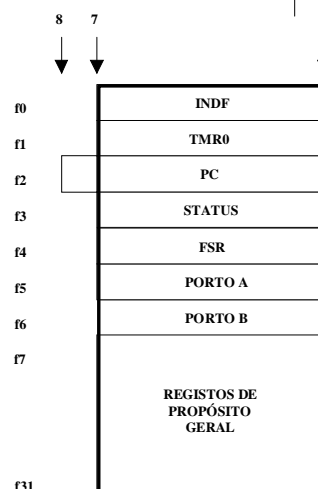 8 7
f0 INDF
f1 TMR0
f2 PC
f3 STATUS
f4 FSR
f5 PORTO A
f6 PORTO B
f7
REGISTOS DE
PROPÓSITO
GERAL
f31